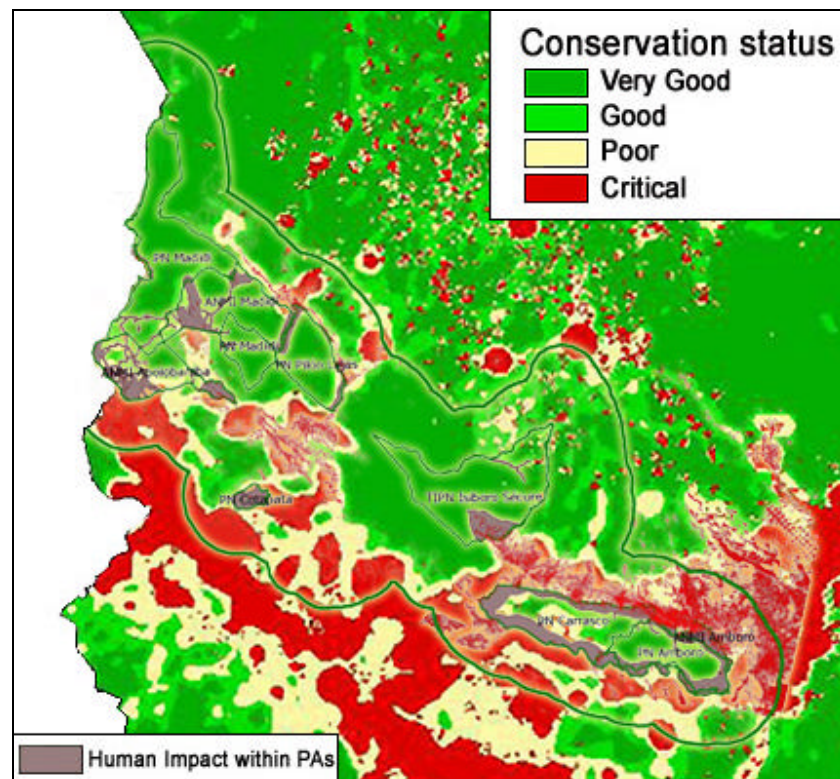 Conservation status
Very Good
Good
Poor
Critical
PN Madidi
ANMI Madidi
PN Madidi
PN Pilon Lajas
ANMI Apolobamba
TIPN Isiboro Secure
PN Cotapata
PN Carrasco
ANMI Amboro
PN Amboro
Human Impact within PAs